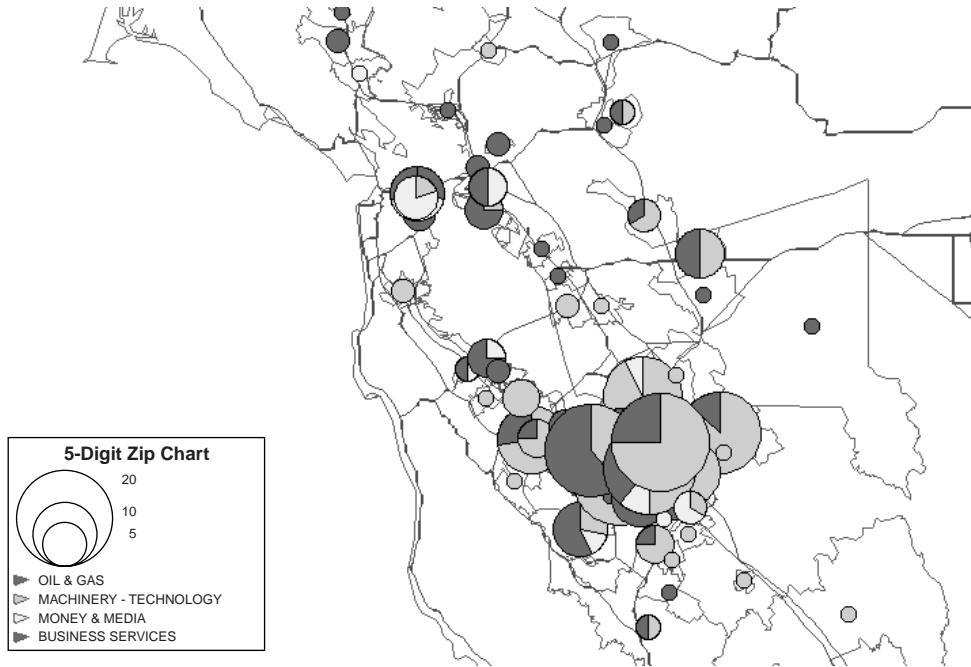 5-Digit Zip Chart
20
10
5
OIL & GAS
MACHINERY - TECHNOLOGY
MONEY & MEDIA
BUSINESS SERVICES